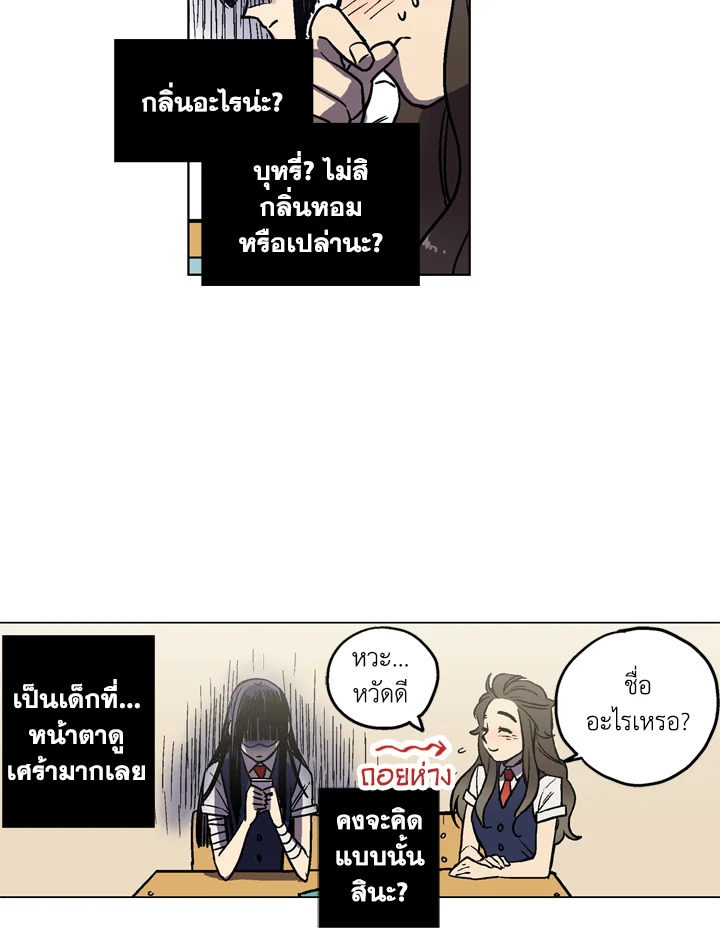 กลิ่นอะไรน่ะ?
บุหรี่? ไม่สิ
กลิ่นหอม
หรือเปล่านะ?
เป็นเด็กที่...
หน้าตาดู
เศร้ามากเลย
หวะ...
หวัดดี
ถอยห่าง
ชื่อ
อะไรเหรอ?
คงจะคิด
แบบนั้น
สินะ?